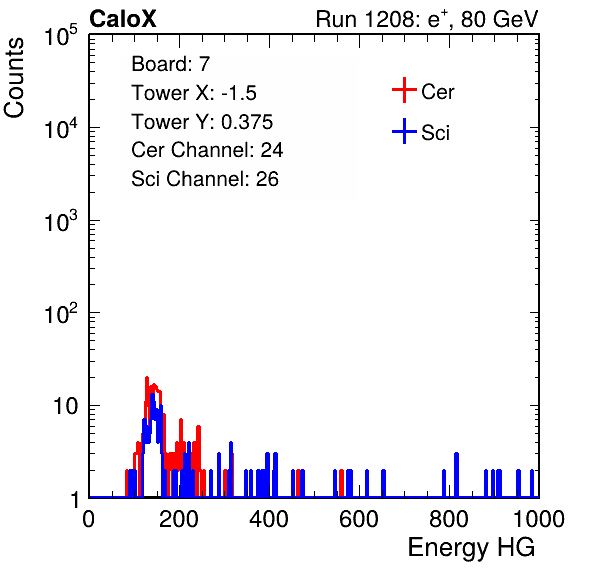 CaloX Run 1208: e⁺, 80 GeV
Counts
10⁵
10⁴
10³
10²
10
1
Board: 7
Tower X: -1.5
Tower Y: 0.375
Cer Channel: 24
Sci Channel: 26
Cer
Sci
0 200 400 600 800 1000
Energy HG